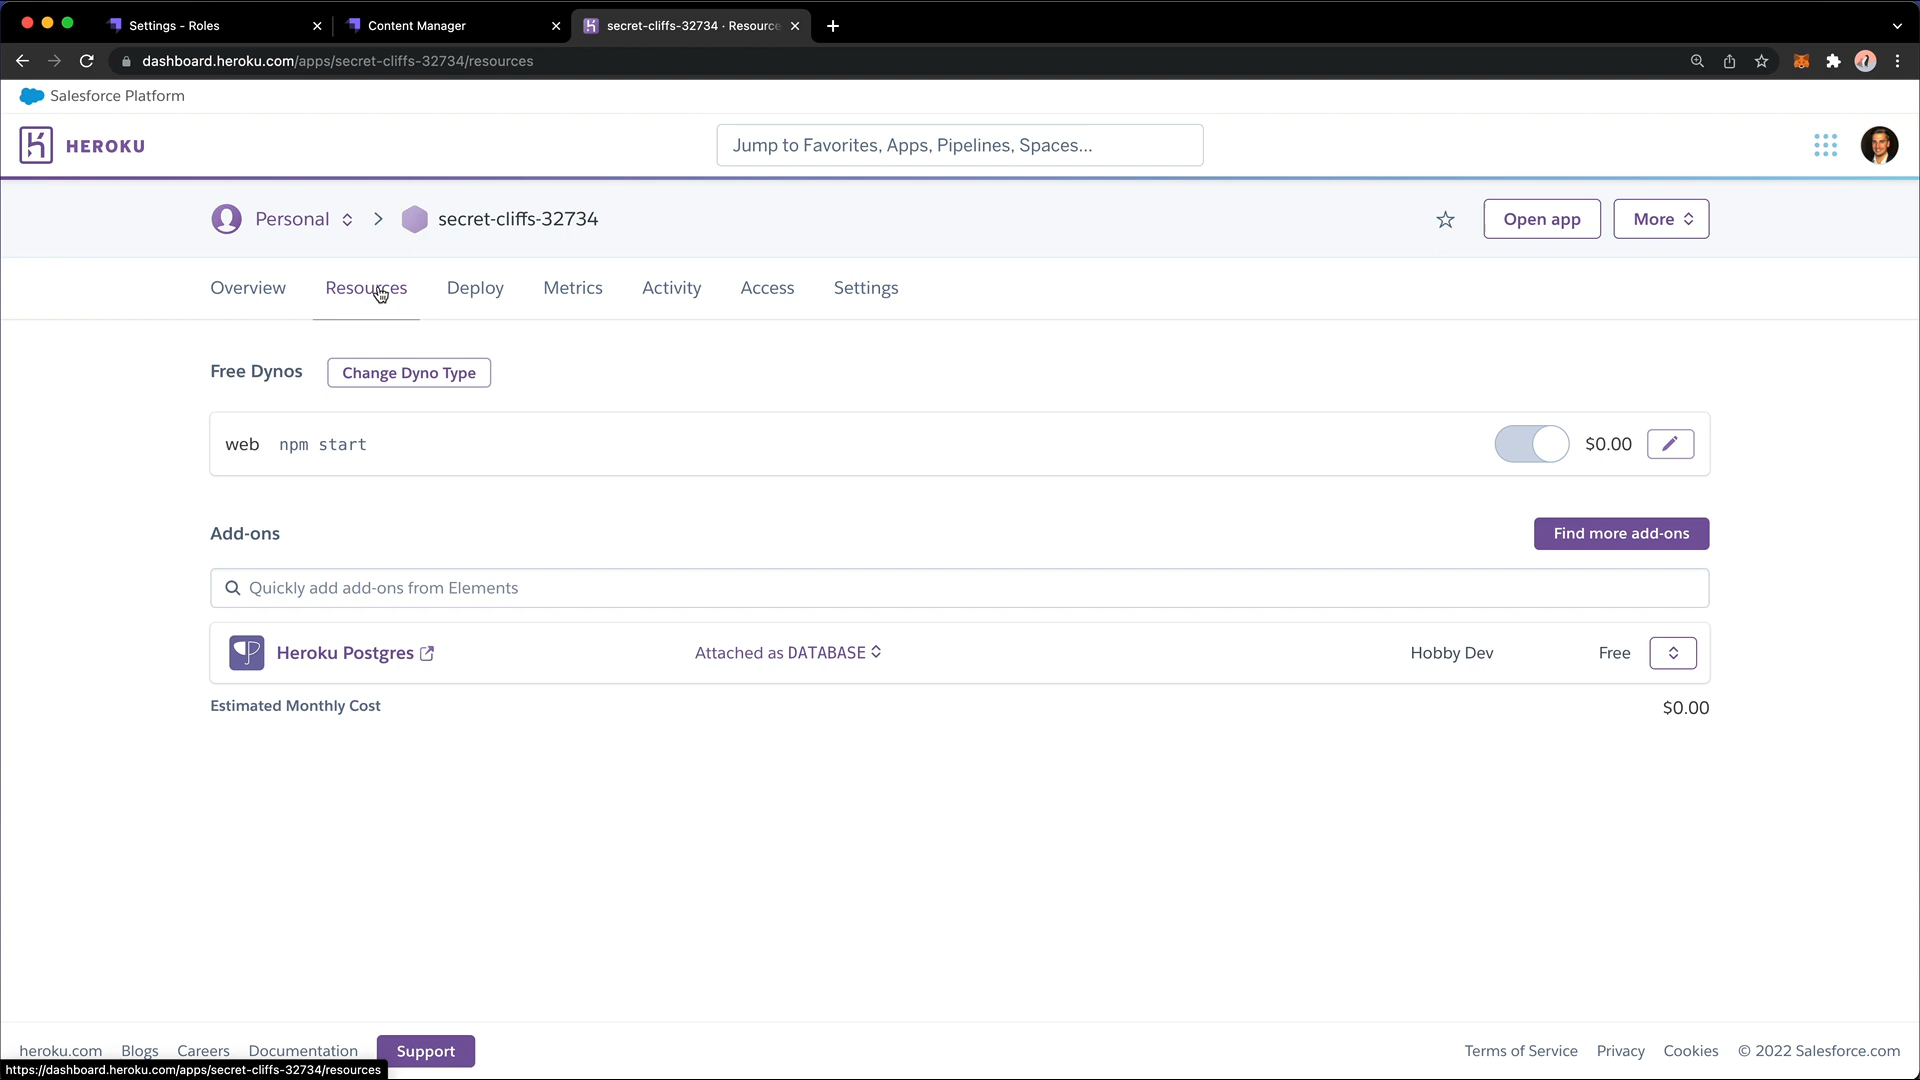 Settings - Roles
Content Manager
secret-cliffs-32734 · Resource
dashboard.heroku.com/apps/secret-cliffs-32734/resources
Salesforce Platform
HEROKU
Jump to Favorites, Apps, Pipelines, Spaces...
Personal
secret-cliffs-32734
Open app
More
Overview
Resources
Deploy
Metrics
Activity
Access
Settings
Free Dynos
Change Dyno Type
web npm start
$0.00
Add-ons
Find more add-ons
Quickly add add-ons from Elements
Heroku Postgres
Attached as DATABASE
Hobby Dev
Free
Estimated Monthly Cost
$0.00
heroku.com
Blogs
Careers
Documentation
Support
Terms of Service
Privacy
Cookies
© 2022 Salesforce.com
https://dashboard.heroku.com/apps/secret-cliffs-32734/resources